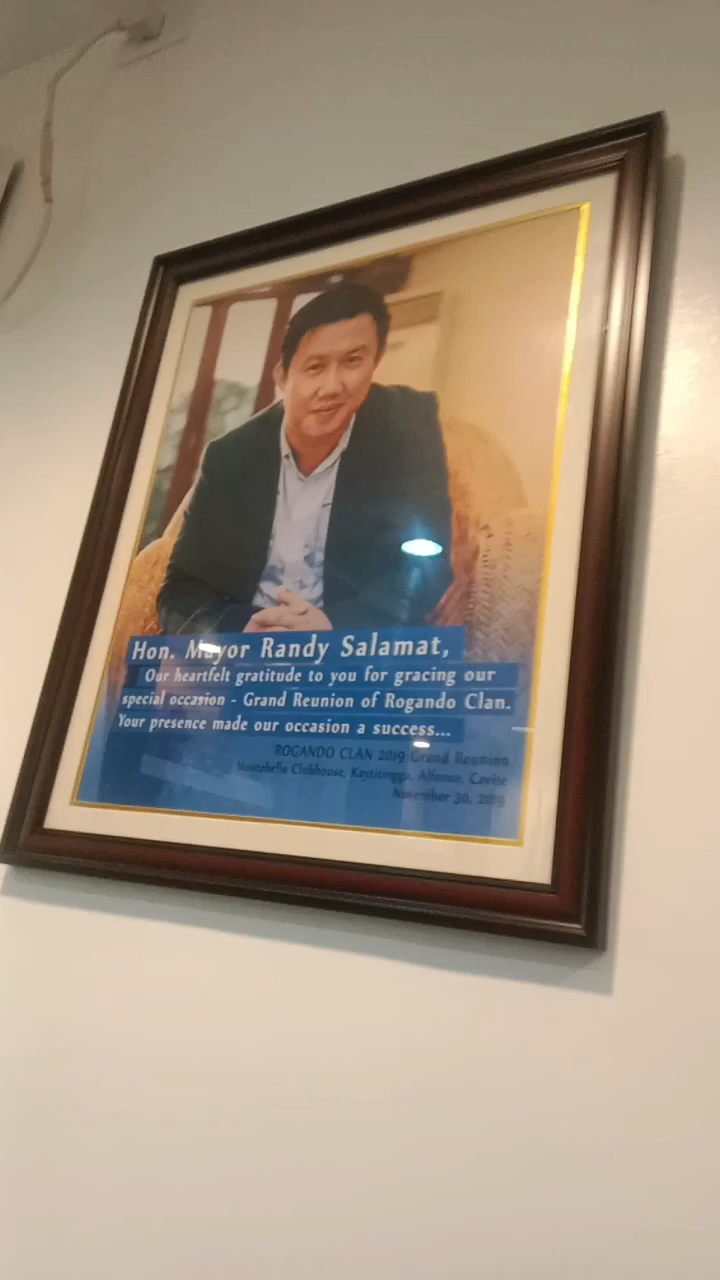 Hon. Mayor Randy Salamat,
Our heartfelt gratitude to you for gracing our
special occasion - Grand Reunion of Rogando Clan.
Your presence made our occasion a success...
ROGANDO CLAN 2019 Grand Reunion
Montebello Clubhouse, Kaytitingga, Alfonso, Cavite
November 30, 2019